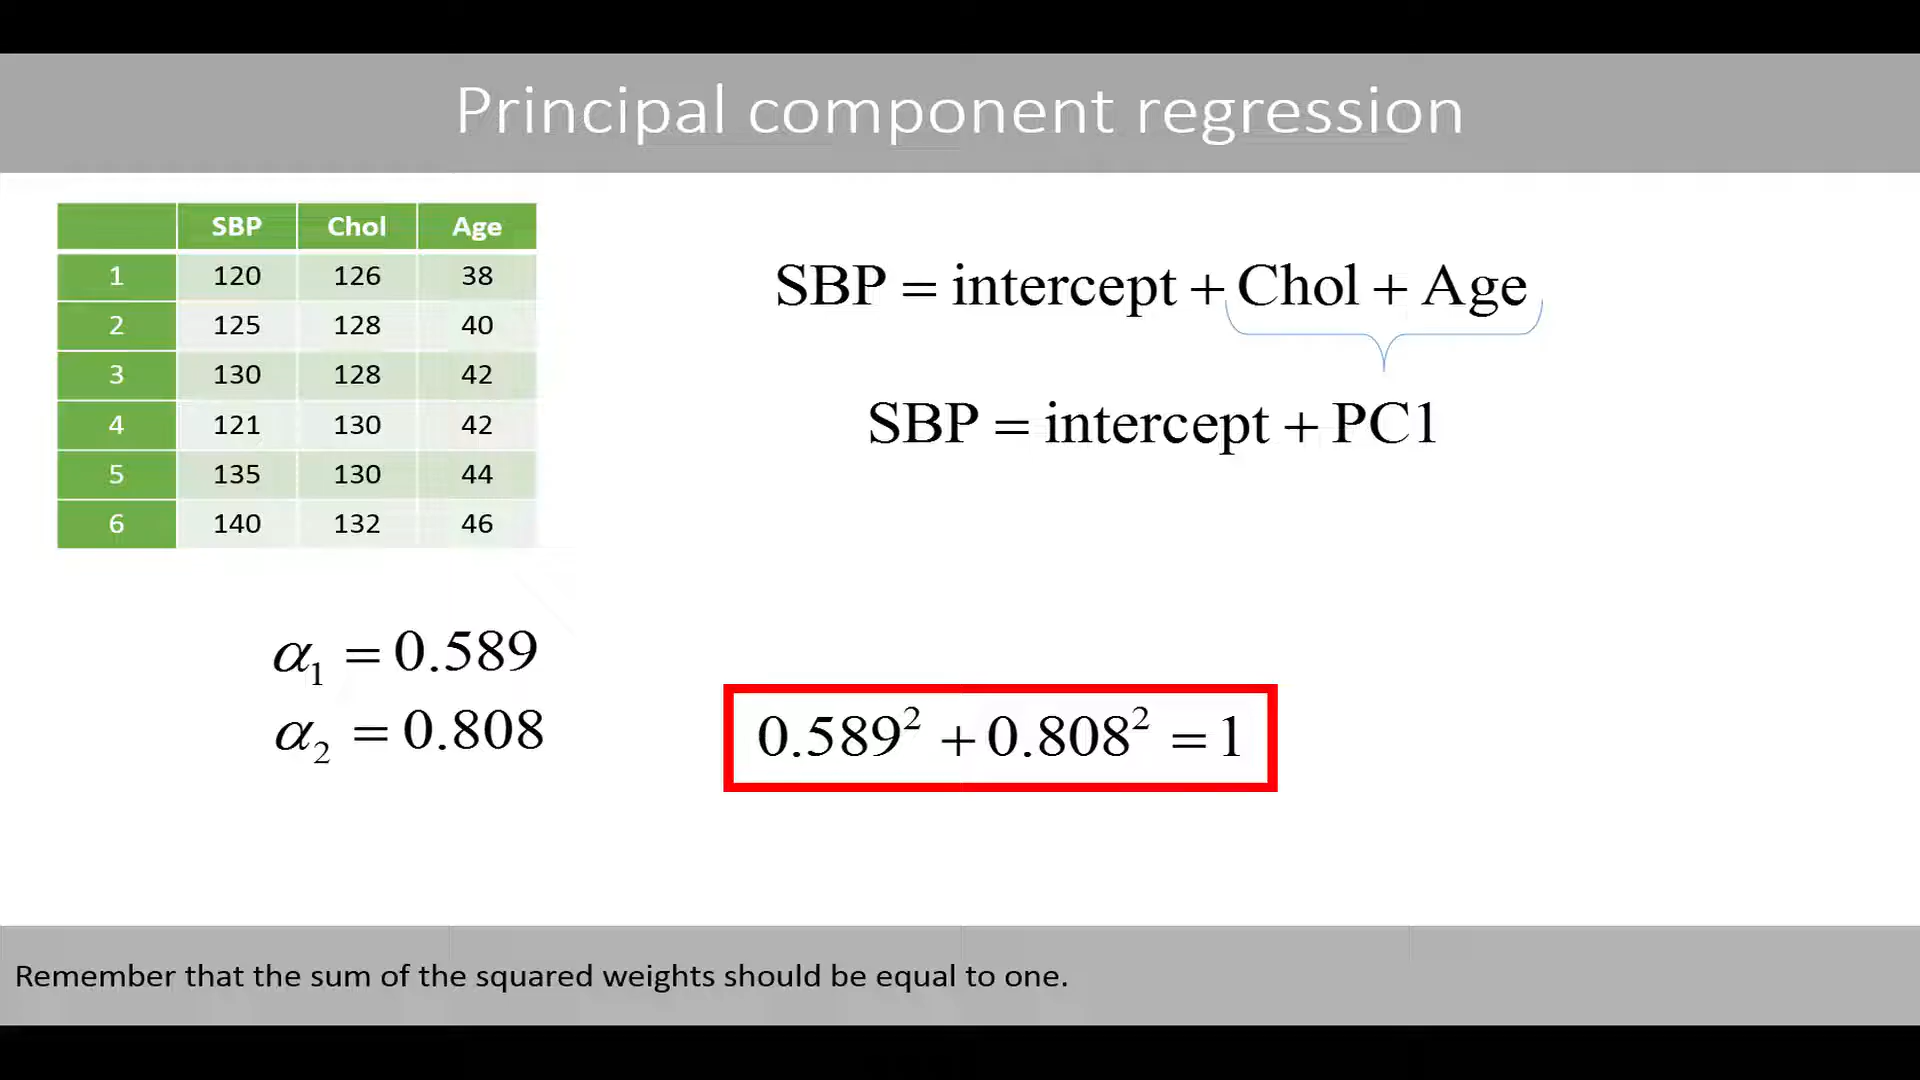 Principal component regression
SBP Chol Age
1 120 126 38
2 125 128 40
3 130 128 42
4 121 130 42
5 135 130 44
6 140 132 46
SBP = intercept + Chol + Age
SBP = intercept + PC1
α₁ = 0.589
α₂ = 0.808
0.589² + 0.808² = 1
Remember that the sum of the squared weights should be equal to one.